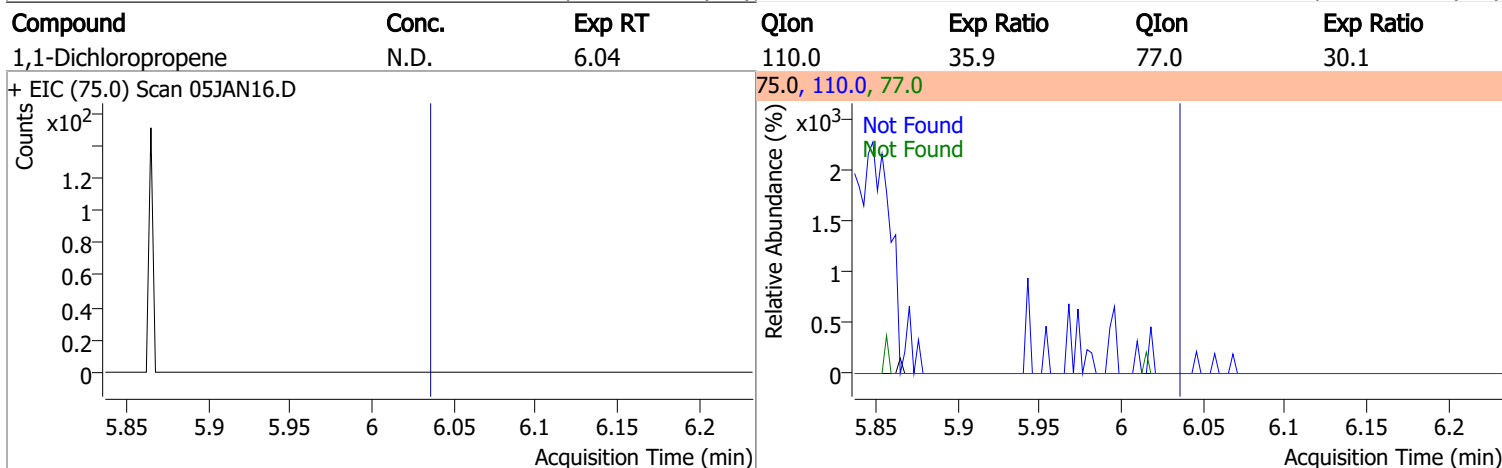 Compound Conc. Exp RT QIon Exp Ratio QIon Exp Ratio
1,1-Dichloropropene N.D. 6.04 110.0 35.9 77.0 30.1
+ EIC (75.0) Scan 05JAN16.D
Counts
x10²
1.2
1
0.8
0.6
0.4
0.2
0
5.85 5.9 5.95 6 6.05 6.1 6.15 6.2
Acquisition Time (min)
75.0, 110.0, 77.0
Relative Abundance (%)
x10³
Not Found
Not Found
2
1.5
1
0.5
0
5.85 5.9 5.95 6 6.05 6.1 6.15 6.2
Acquisition Time (min)